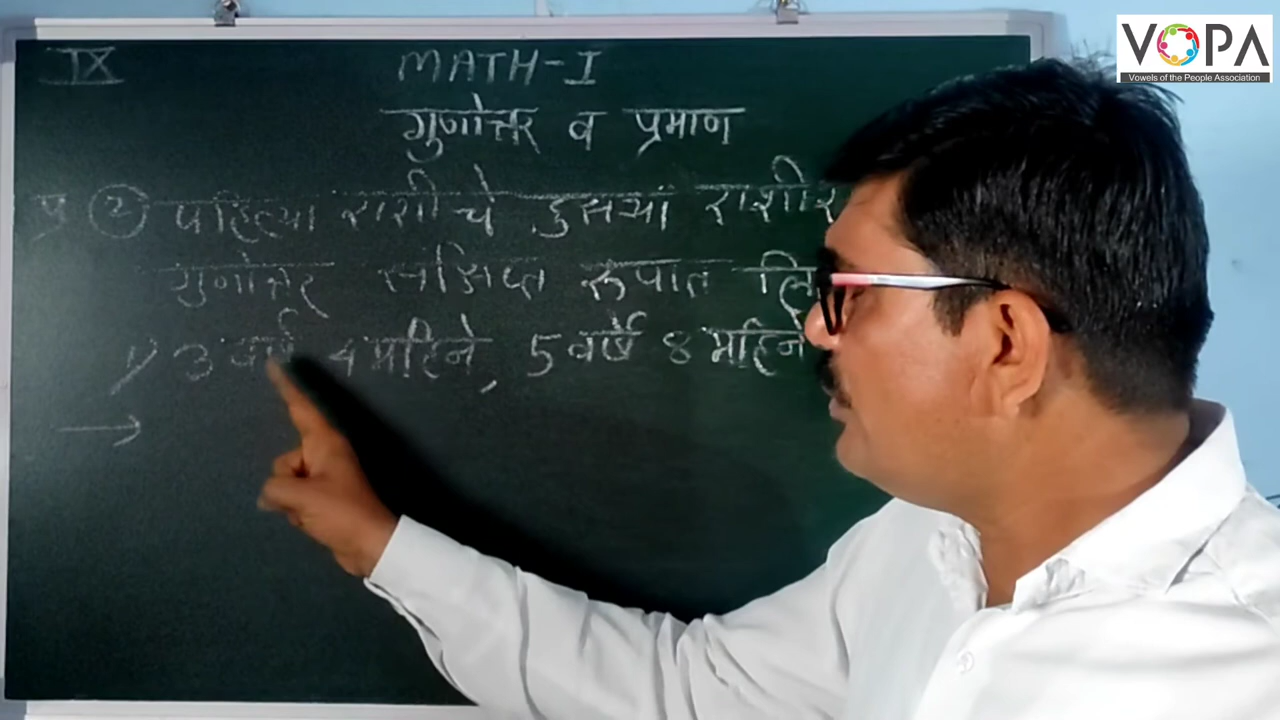 VOPA
Vowels of the People Association
IX MATH-I
गुणोत्तर व प्रमाण
प्र ② पहिल्या राशीचे दुसऱ्या राशीश
गुणोत्तर संक्षिप्त रुपात लि
1) 3 वर्षे 4 महिने, 5 वर्षे 8 महिने
→